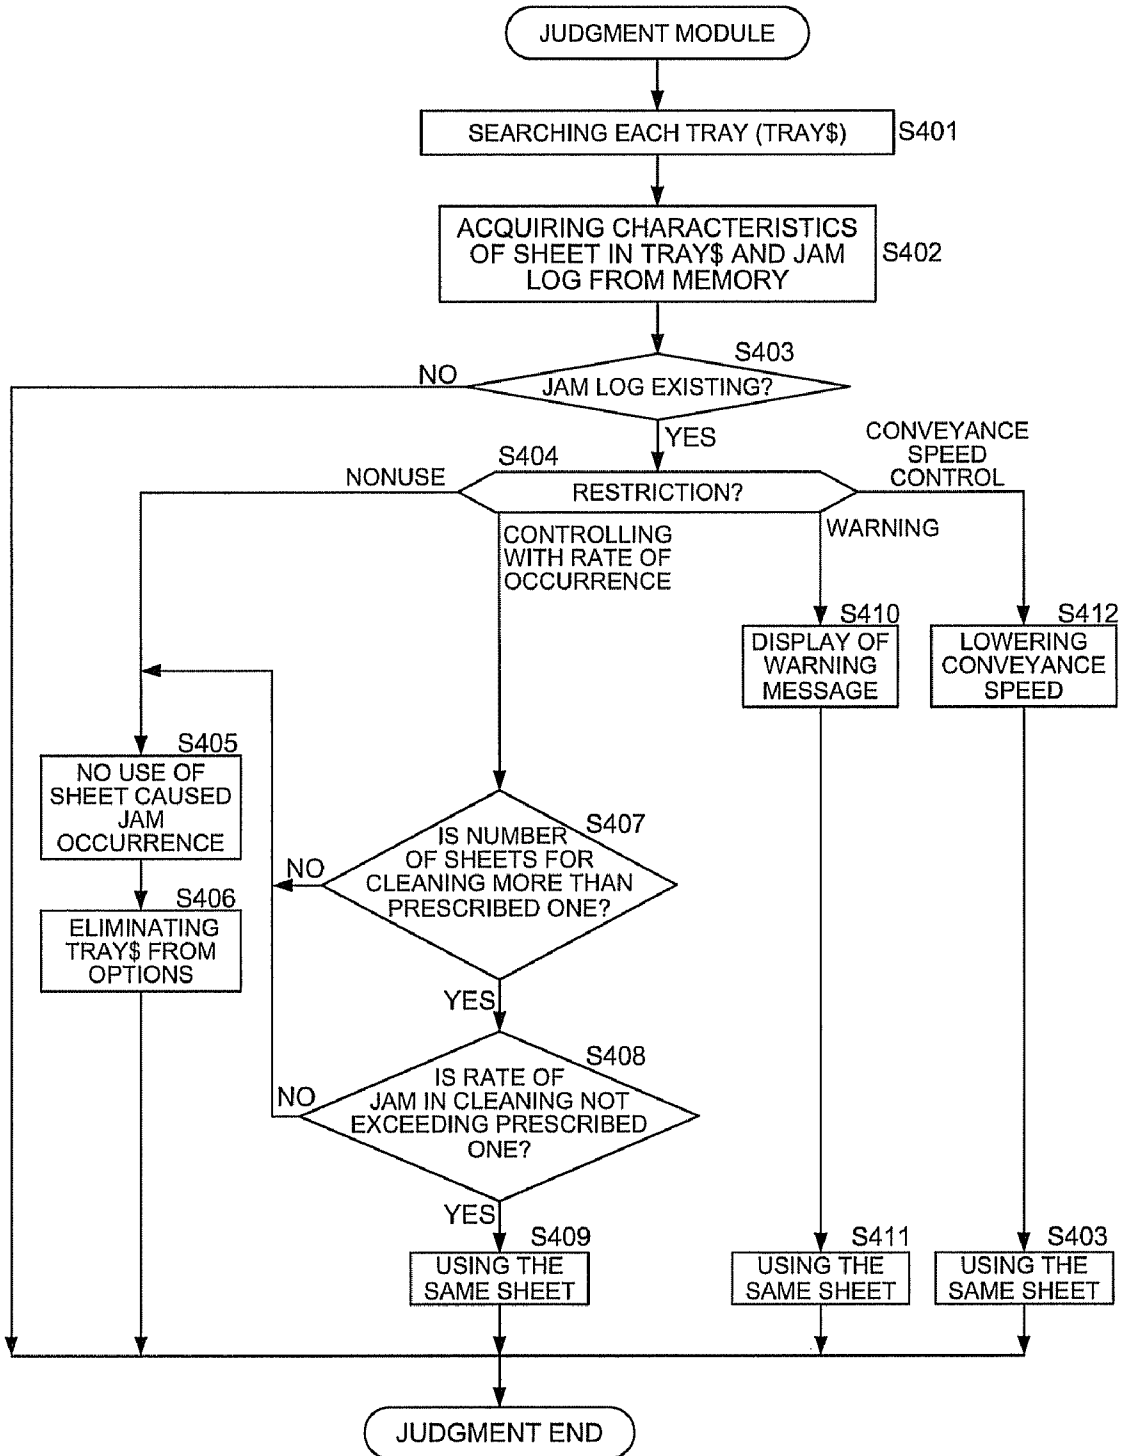 JUDGMENT MODULE
SEARCHING EACH TRAY (TRAY$)
S401
ACQUIRING CHARACTERISTICS
OF SHEET IN TRAY$ AND JAM
LOG FROM MEMORY
S402
S403
NO
JAM LOG EXISTING?
YES
CONVEYANCE
SPEED
CONTROL
S404
NONUSE
RESTRICTION?
CONTROLLING
WITH RATE OF
OCCURRENCE
WARNING
S410
DISPLAY OF
WARNING
MESSAGE
S412
LOWERING
CONVEYANCE
SPEED
S405
NO USE OF
SHEET CAUSED
JAM
OCCURRENCE
S407
IS NUMBER
OF SHEETS FOR
CLEANING MORE THAN
PRESCRIBED ONE?
NO
S406
ELIMINATING
TRAY$ FROM
OPTIONS
YES
S408
IS RATE OF
JAM IN CLEANING NOT
EXCEEDING PRESCRIBED
ONE?
NO
YES
S409
USING THE
SAME SHEET
S411
USING THE
SAME SHEET
S403
USING THE
SAME SHEET
JUDGMENT END